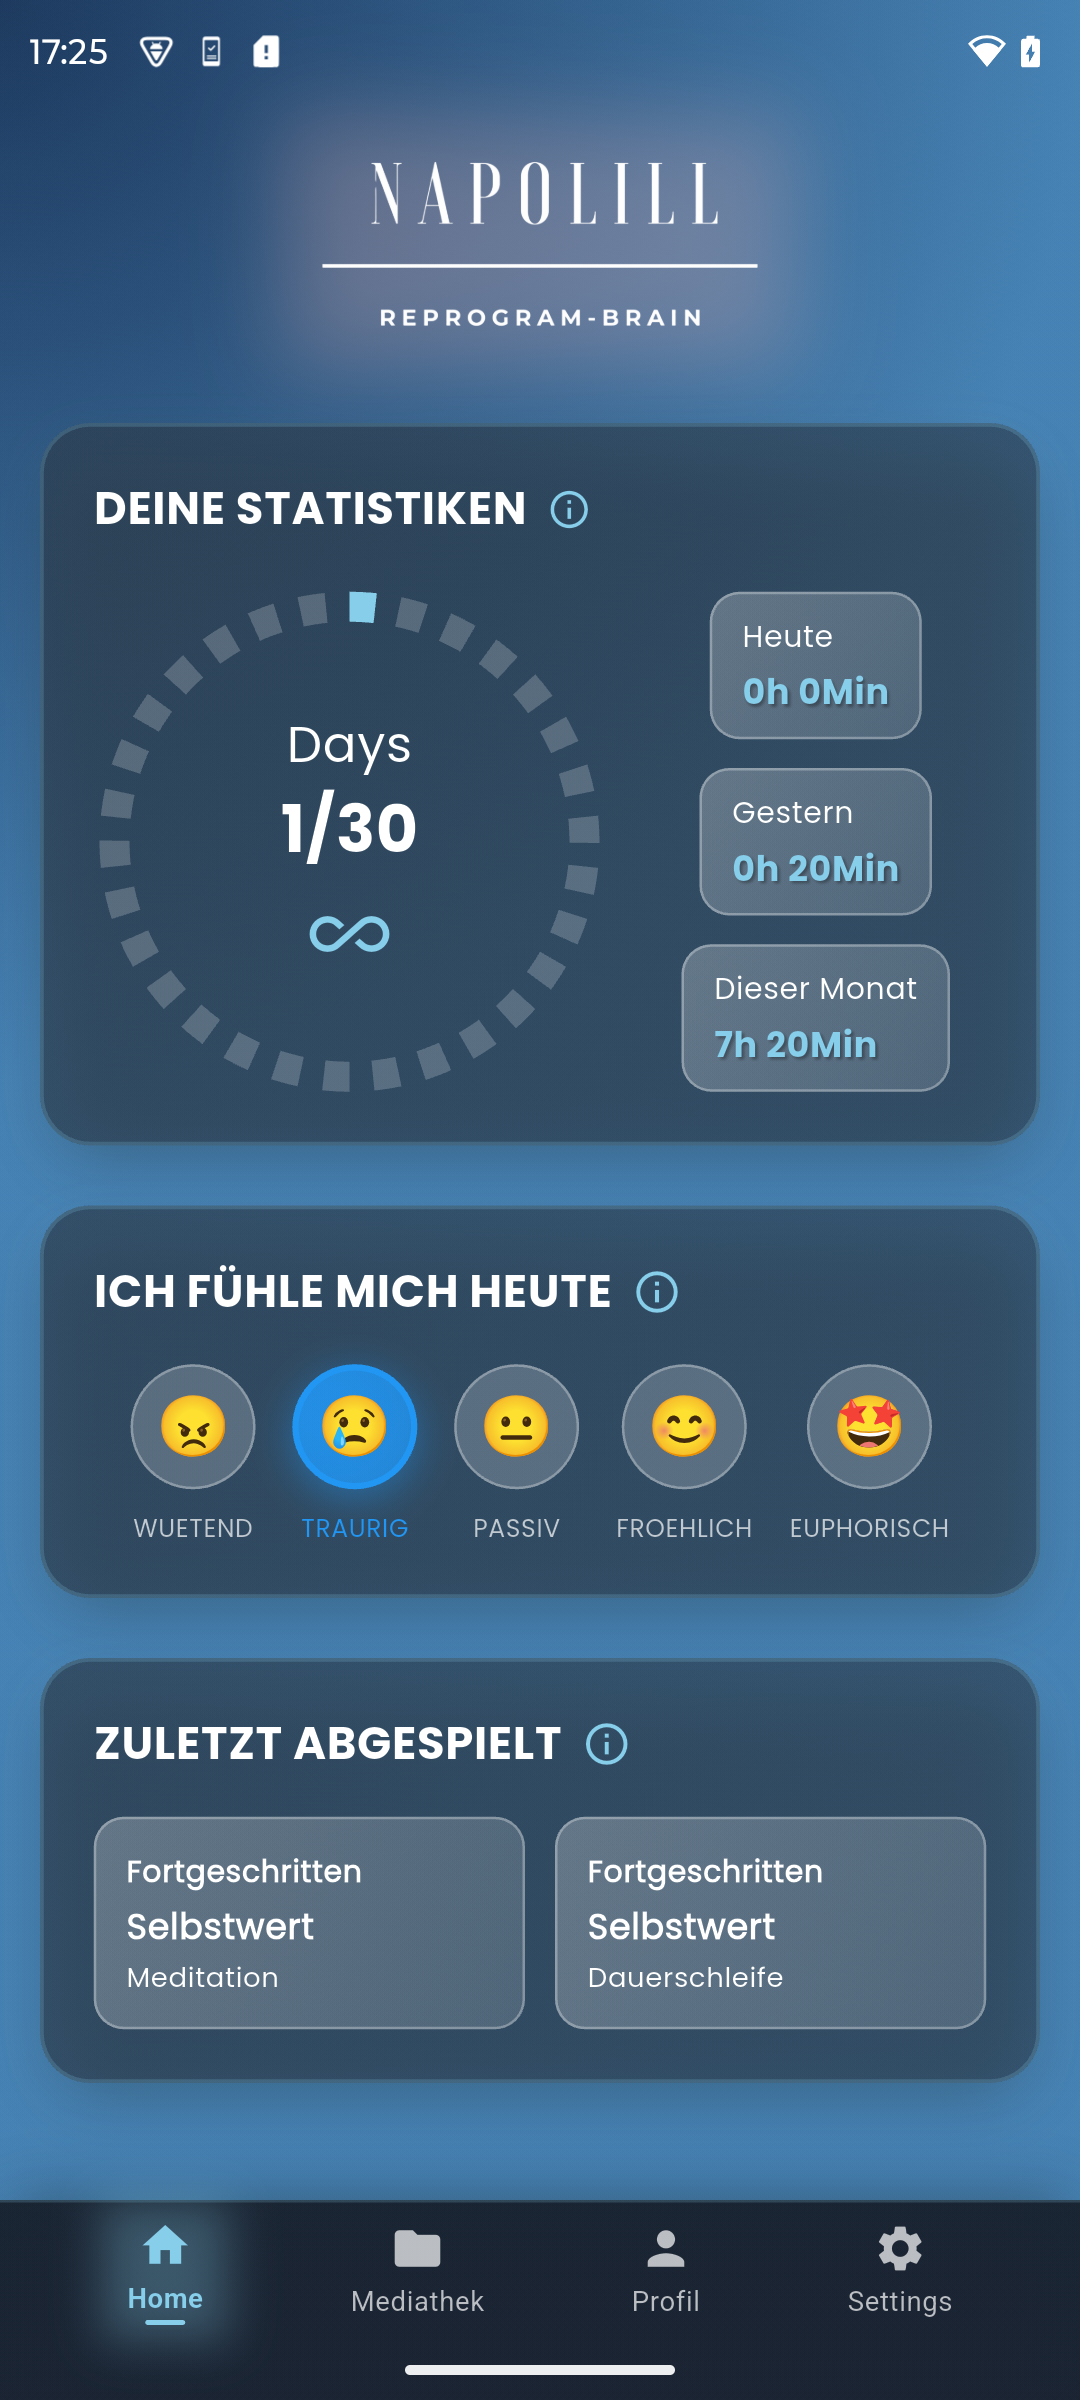 17:25
NAPOLILL
REPROGRAM-BRAIN
DEINE STATISTIKEN
Days
1/30
Heute
0h 0Min
Gestern
0h 20Min
Dieser Monat
7h 20Min
ICH FÜHLE MICH HEUTE
WUETEND TRAURIG PASSIV FROEHLICH EUPHORISCH
ZULETZT ABGESPIELT
Fortgeschritten
Selbstwert
Meditation
Fortgeschritten
Selbstwert
Dauerschleife
Home Mediathek Profil Settings